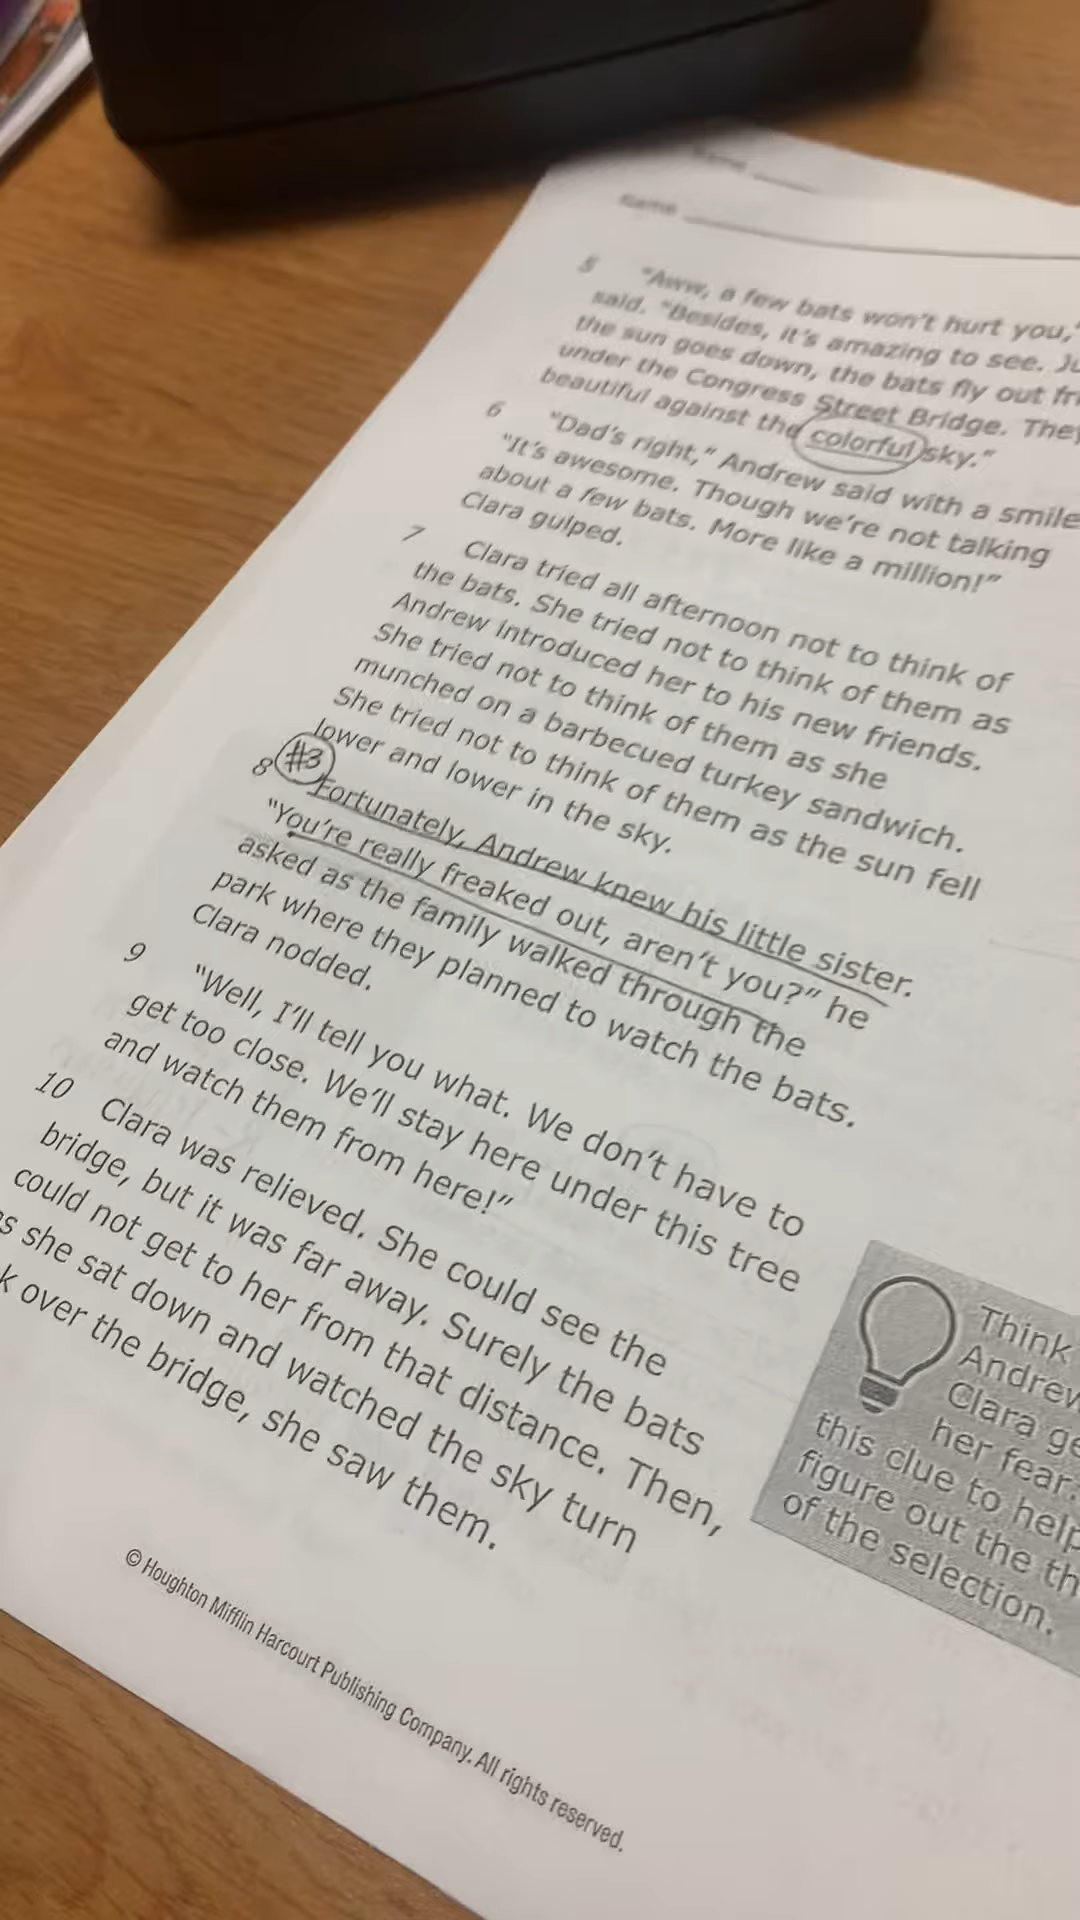 Name
Name
5 "Aww, a few bats won't hurt you,"
said. "Besides, it's amazing to see.
the sun goes down, the bats fly out
under the Congress Street Bridge. They
beautiful against the colorful sky."
6 "Dad's right," Andrew said with a smile
"It's awesome. Though we're not talking
about a few bats. More like a million!"
Clara gulped.
7 Clara tried all afternoon not to think of
the bats. She tried not to think of them as
Andrew introduced her to his new friends.
She tried not to think of them as she
munched on a barbecued turkey sandwich.
She tried not to think of them as the sun fell
lower and lower in the sky.
#3
8 Fortunately, Andrew knew his little sister.
"You're really freaked out, aren't you?" he
asked as the family walked through the
park where they planned to watch the bats.
Clara nodded.
9 "Well, I'll tell you what. We don't have to
get too close. We'll stay here under this tree
and watch them from here!"
10 Clara was relieved. She could see the
bridge, but it was far away. Surely the bats
could not get to her from that distance. Then,
she sat down and watched the sky turn
over the bridge, she saw them.
Think
Andrew
Clara
her fear.
this clue to help
figure out the
of the selection.
© Houghton Mifflin Harcourt Publishing Company. All rights reserved.